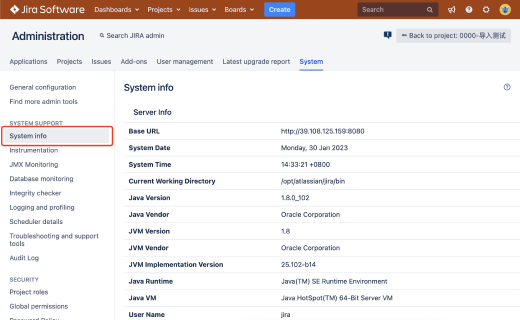 Jira Software Dashboards Projects Issues Boards Create Search
Administration
Search JIRA admin
Back to project: 0000-导入测试
Applications Projects Issues Add-ons User management Latest upgrade report System
General configuration
Find more admin tools
SYSTEM SUPPORT
System info
Instrumentation
JMX Monitoring
Database monitoring
Integrity checker
Logging and profiling
Scheduler details
Troubleshooting and support
tools
Audit Log
SECURITY
Project roles
Global permissions
Password Policy
System info
Server Info
Base URL http://39.108.125.159:8080
System Date Monday, 30 Jan 2023
System Time 14:33:21 +0800
Current Working Directory /opt/atlassian/jira/bin
Java Version 1.8.0_102
Java Vendor Oracle Corporation
JVM Version 1.8
JVM Vendor Oracle Corporation
JVM Implementation Version 25.102-b14
Java Runtime Java(TM) SE Runtime Environment
Java VM Java HotSpot(TM) 64-Bit Server VM
User Name jira